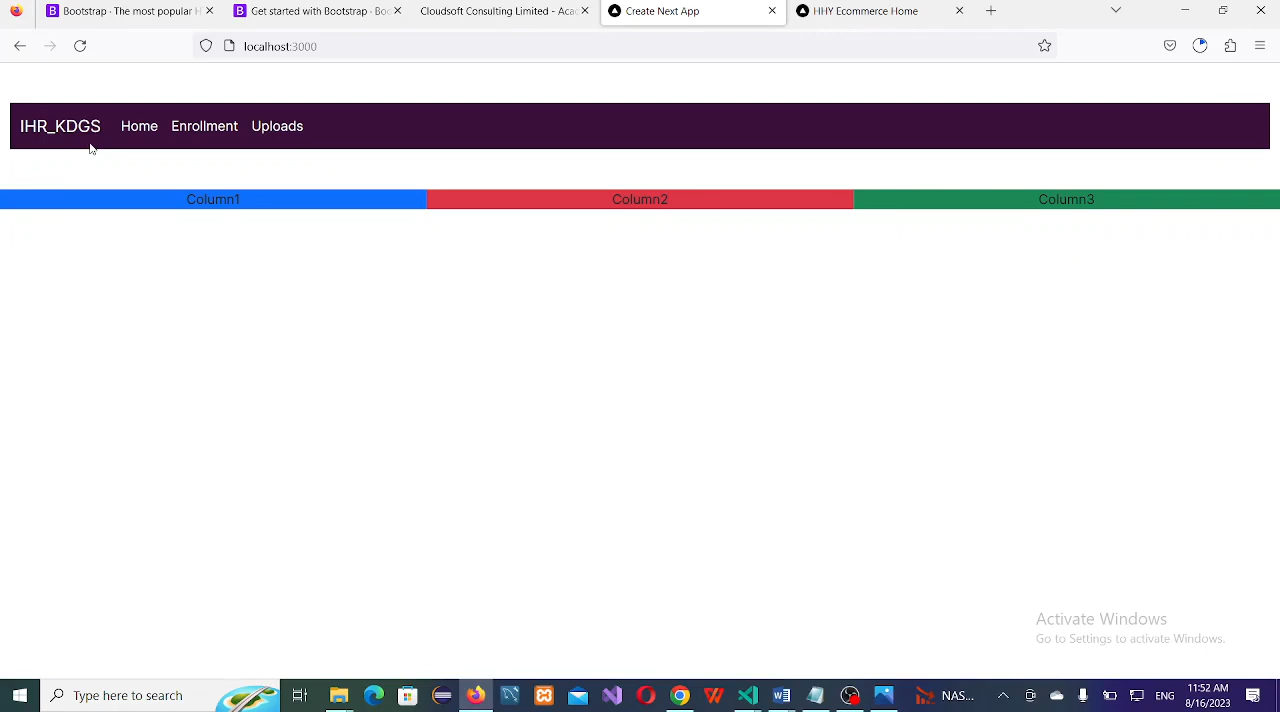 Bootstrap · The most popular H
Get started with Bootstrap · Boo
Cloudsoft Consulting Limited - Acad
Create Next App
HHY Ecommerce Home
localhost:3000
IHR_KDGS Home Enrollment Uploads
Column1 Column2 Column3
Activate Windows
Go to Settings to activate Windows.
Type here to search
NAS...
ENG
11:52 AM
8/16/2023